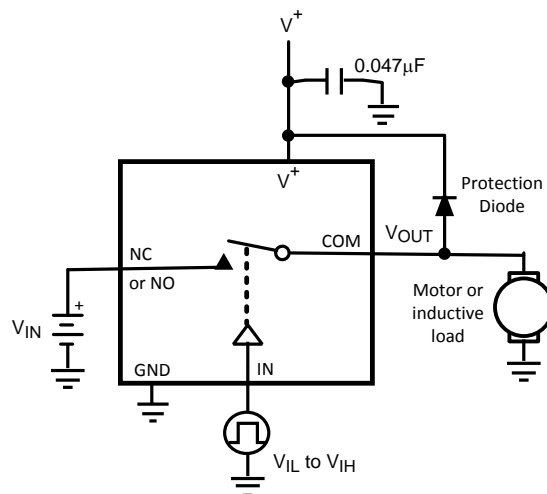 V+
0.047µF
V+
Protection
Diode
COM
VOUT
NC
or NO
+
VIN
Motor or
inductive
load
GND
IN
VIL to VIH